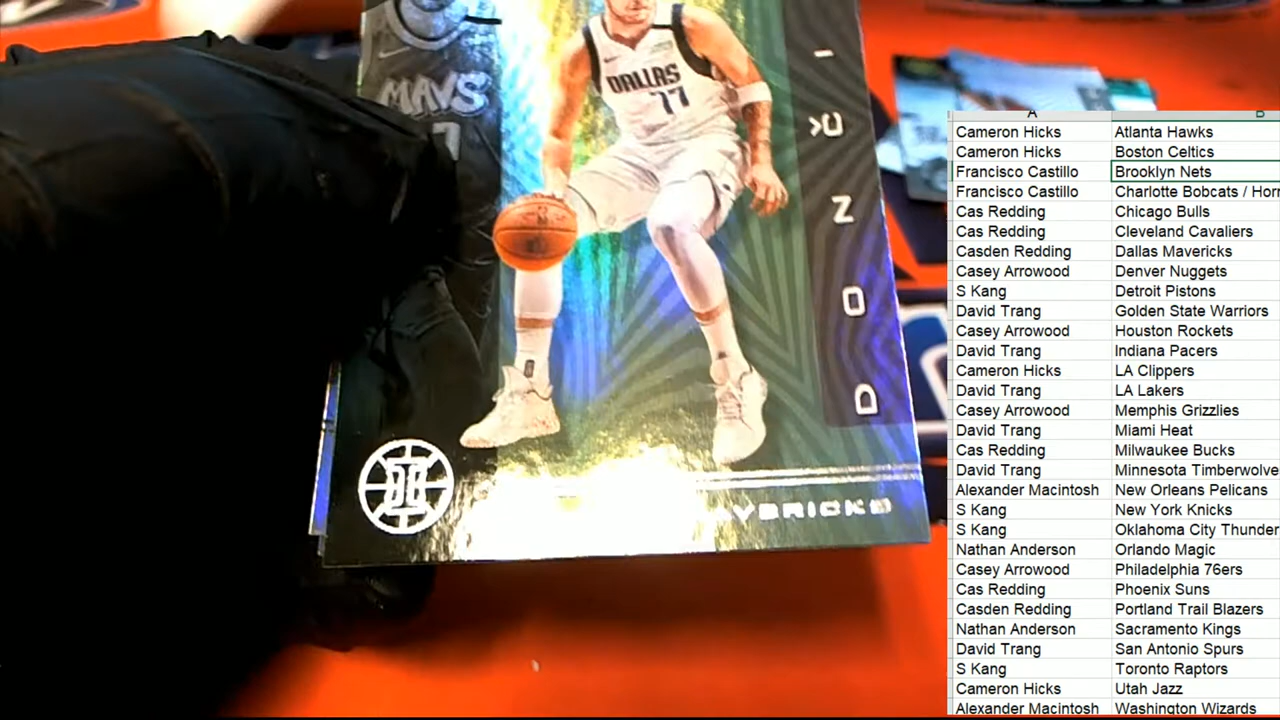 MAVS
7
DALLAS
77
DONČI
A
B
Cameron Hicks Atlanta Hawks
Cameron Hicks Boston Celtics
Francisco Castillo Brooklyn Nets
Francisco Castillo Charlotte Bobcats / Horn
Cas Redding Chicago Bulls
Cas Redding Cleveland Cavaliers
Casden Redding Dallas Mavericks
Casey Arrowood Denver Nuggets
S Kang Detroit Pistons
David Trang Golden State Warriors
Casey Arrowood Houston Rockets
David Trang Indiana Pacers
Cameron Hicks LA Clippers
David Trang LA Lakers
Casey Arrowood Memphis Grizzlies
David Trang Miami Heat
Cas Redding Milwaukee Bucks
David Trang Minnesota Timberwolve
Alexander Macintosh New Orleans Pelicans
S Kang New York Knicks
S Kang Oklahoma City Thunder
Nathan Anderson Orlando Magic
Casey Arrowood Philadelphia 76ers
Cas Redding Phoenix Suns
Casden Redding Portland Trail Blazers
Nathan Anderson Sacramento Kings
David Trang San Antonio Spurs
S Kang Toronto Raptors
Cameron Hicks Utah Jazz
Alexander Macintosh Washington Wizards